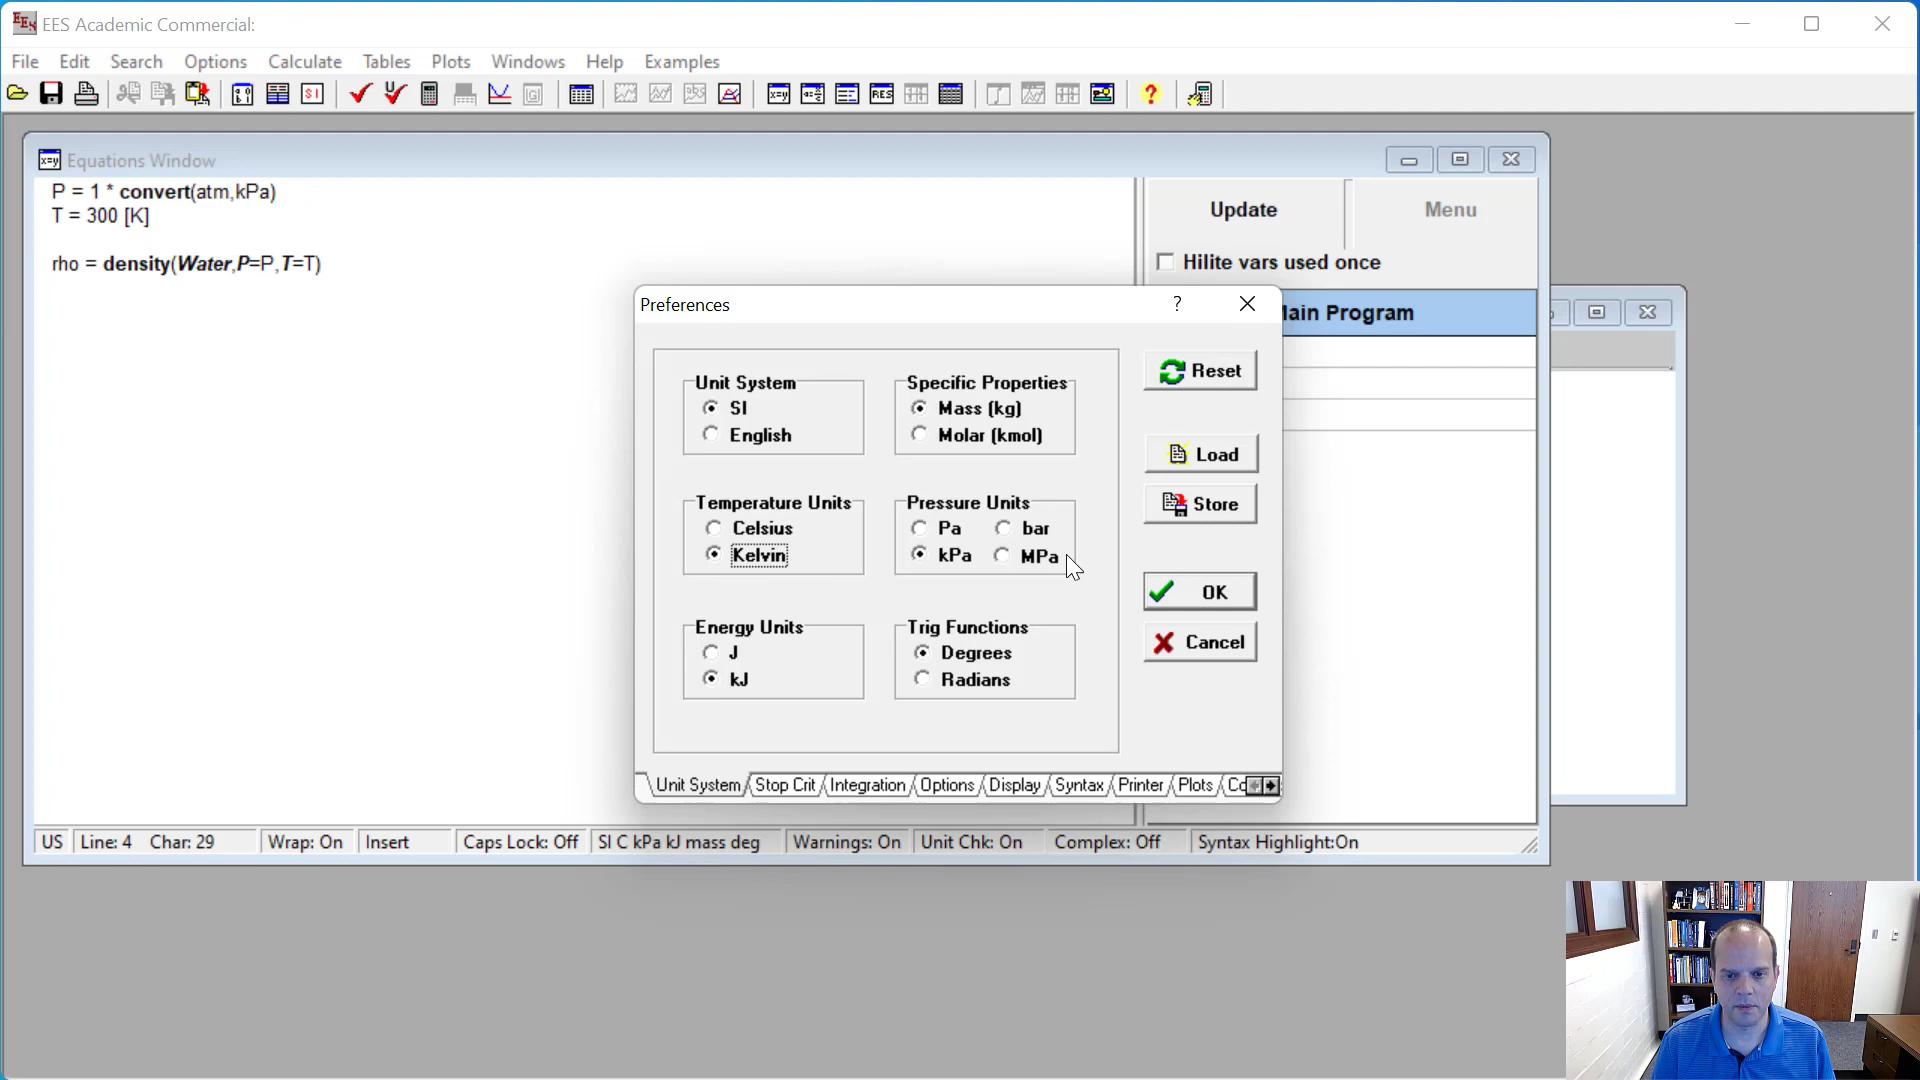 EES Academic Commercial:
File Edit Search Options Calculate Tables Plots Windows Help Examples
Equations Window
P = 1 * convert(atm,kPa)
T = 300 [K]
rho = density(Water,P=P,T=T)
Update Menu
Hilite vars used once
Main Program
Preferences
Unit System
SI
English
Specific Properties
Mass (kg)
Molar (kmol)
Temperature Units
Celsius
Kelvin
Pressure Units
Pa bar
kPa MPa
Energy Units
J
kJ
Trig Functions
Degrees
Radians
Reset
Load
Store
OK
Cancel
Unit System Stop Crit Integration Options Display Syntax Printer Plots
US Line: 4 Char: 29 Wrap: On Insert Caps Lock: Off SI C kPa kJ mass deg Warnings: On Unit Chk: On Complex: Off Syntax Highlight:On